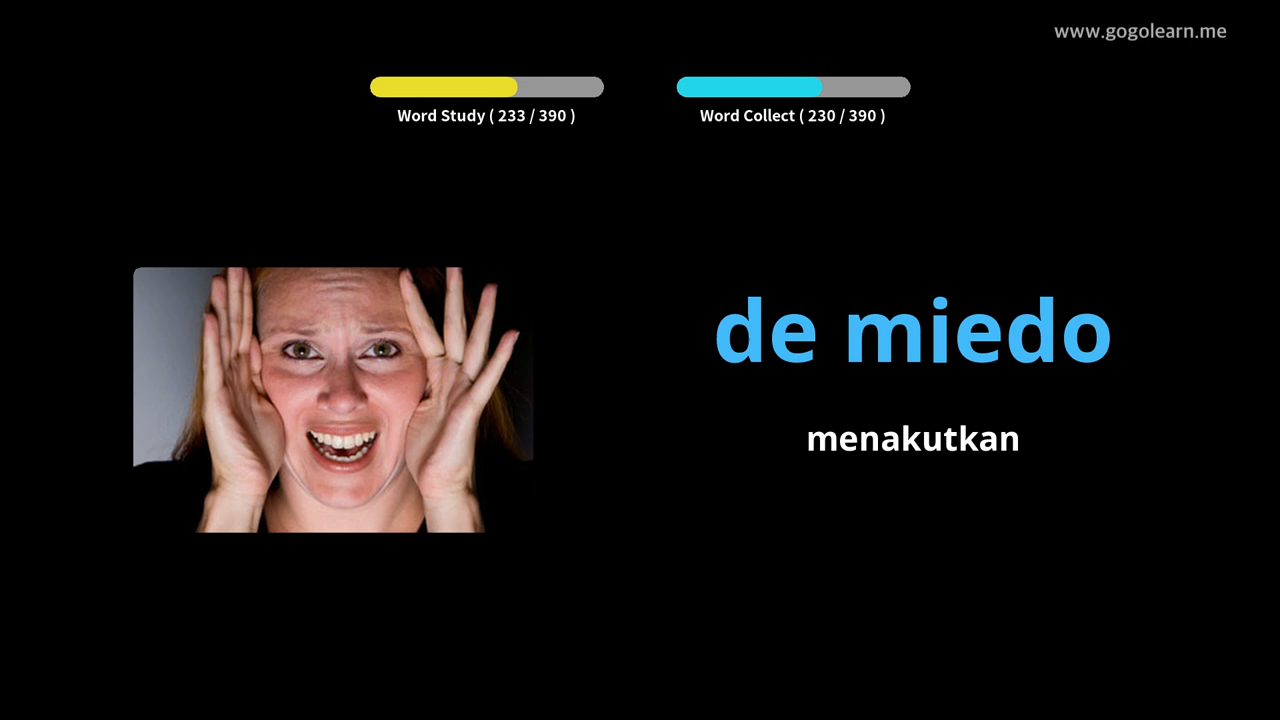 www.gogolearn.me
Word Study ( 233 / 390 )
Word Collect ( 230 / 390 )
de miedo
menakutkan